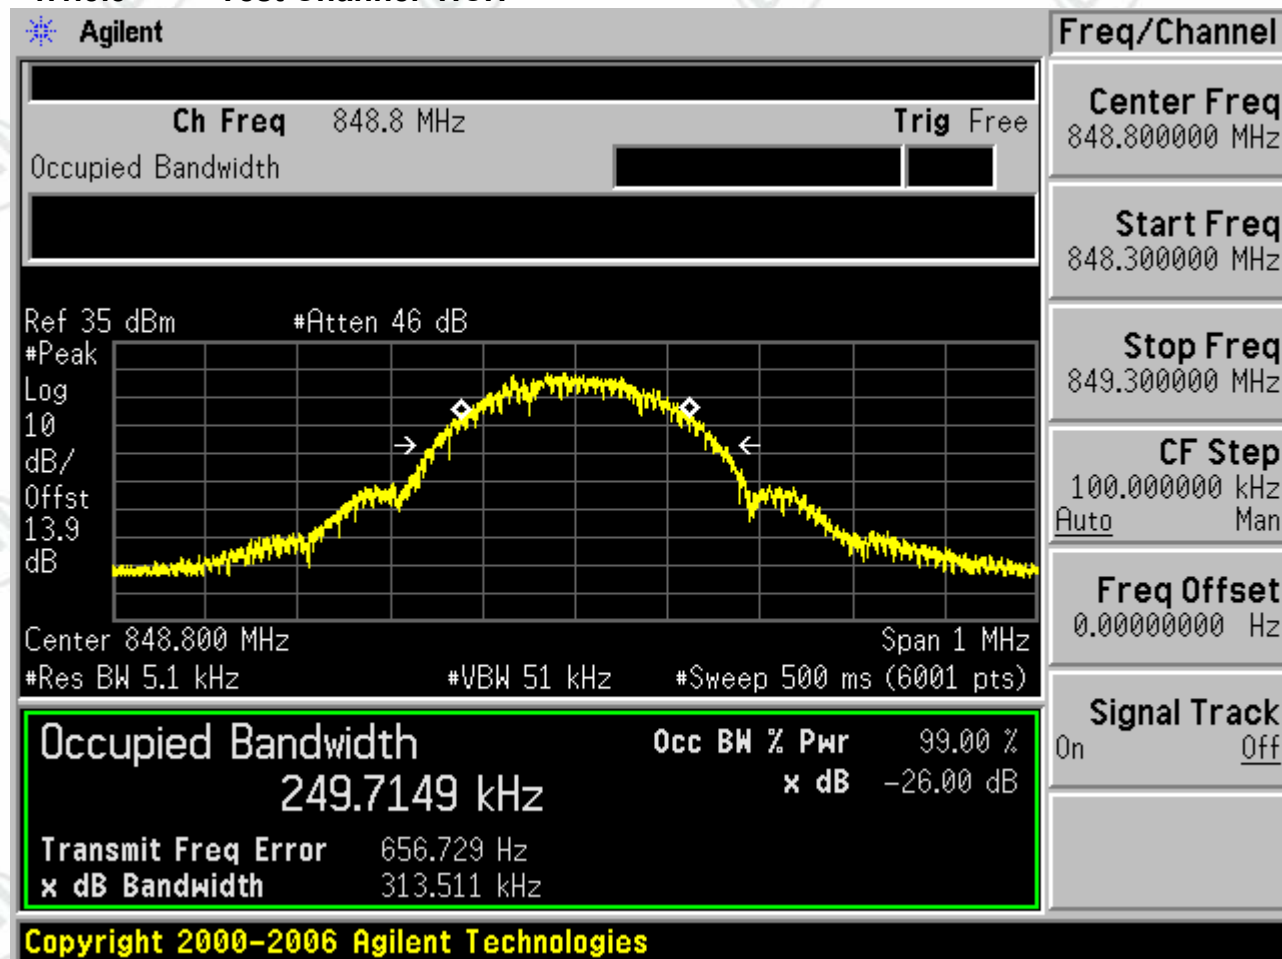 Agilent
Freq/Channel
Ch Freq 848.8 MHz Trig Free
Occupied Bandwidth
Center Freq
848.800000 MHz
Start Freq
848.300000 MHz
Stop Freq
849.300000 MHz
CF Step
100.000000 kHz
Auto Man
Freq Offset
0.00000000 Hz
Signal Track
On Off
Ref 35 dBm #Atten 46 dB
#Peak
Log
10
dB/
Offst
13.9
dB
Center 848.800 MHz Span 1 MHz
#Res BW 5.1 kHz #VBW 51 kHz #Sweep 500 ms (6001 pts)
Occupied Bandwidth
249.7149 kHz
Occ BW % Pwr 99.00 %
x dB -26.00 dB
Transmit Freq Error 656.729 Hz
x dB Bandwidth 313.511 kHz
Copyright 2000-2006 Agilent Technologies